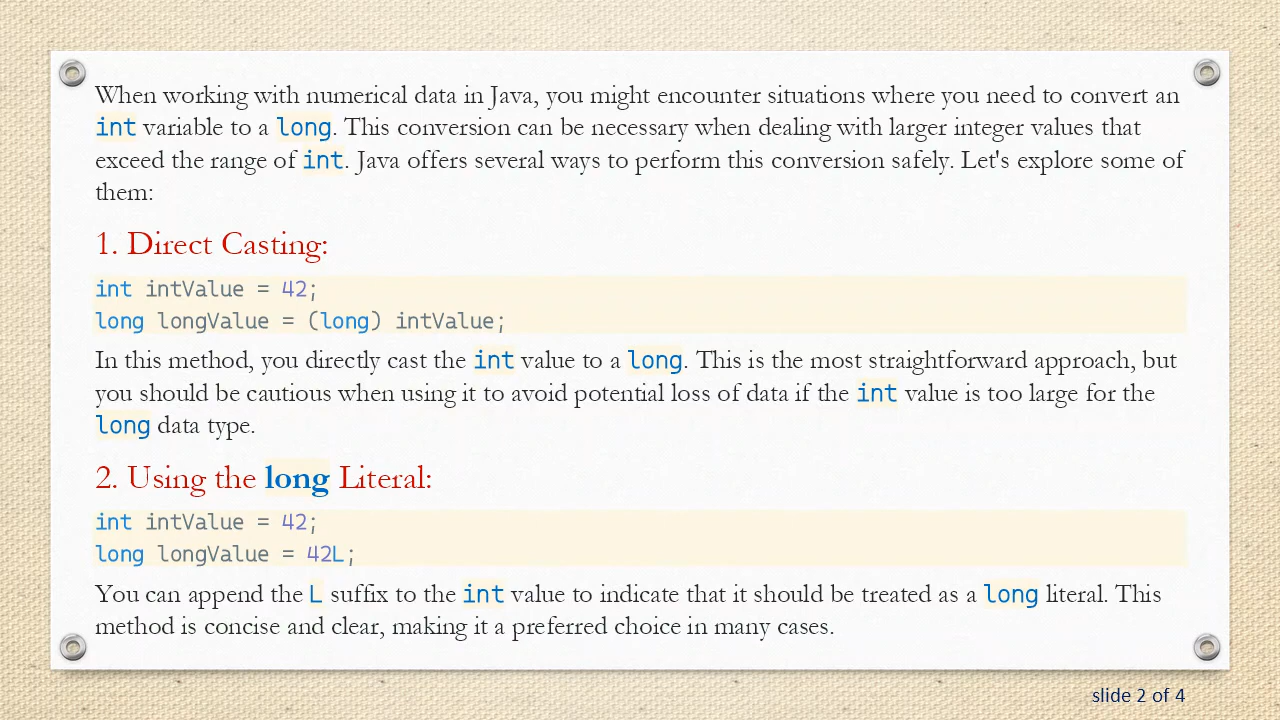 When working with numerical data in Java, you might encounter situations where you need to convert an
int variable to a long. This conversion can be necessary when dealing with larger integer values that
exceed the range of int. Java offers several ways to perform this conversion safely. Let's explore some of
them:
1. Direct Casting:
int intValue = 42;
long longValue = (long) intValue;
In this method, you directly cast the int value to a long. This is the most straightforward approach, but
you should be cautious when using it to avoid potential loss of data if the int value is too large for the
long data type.
2. Using the long Literal:
int intValue = 42;
long longValue = 42L;
You can append the L suffix to the int value to indicate that it should be treated as a long literal. This
method is concise and clear, making it a preferred choice in many cases.
slide 2 of 4